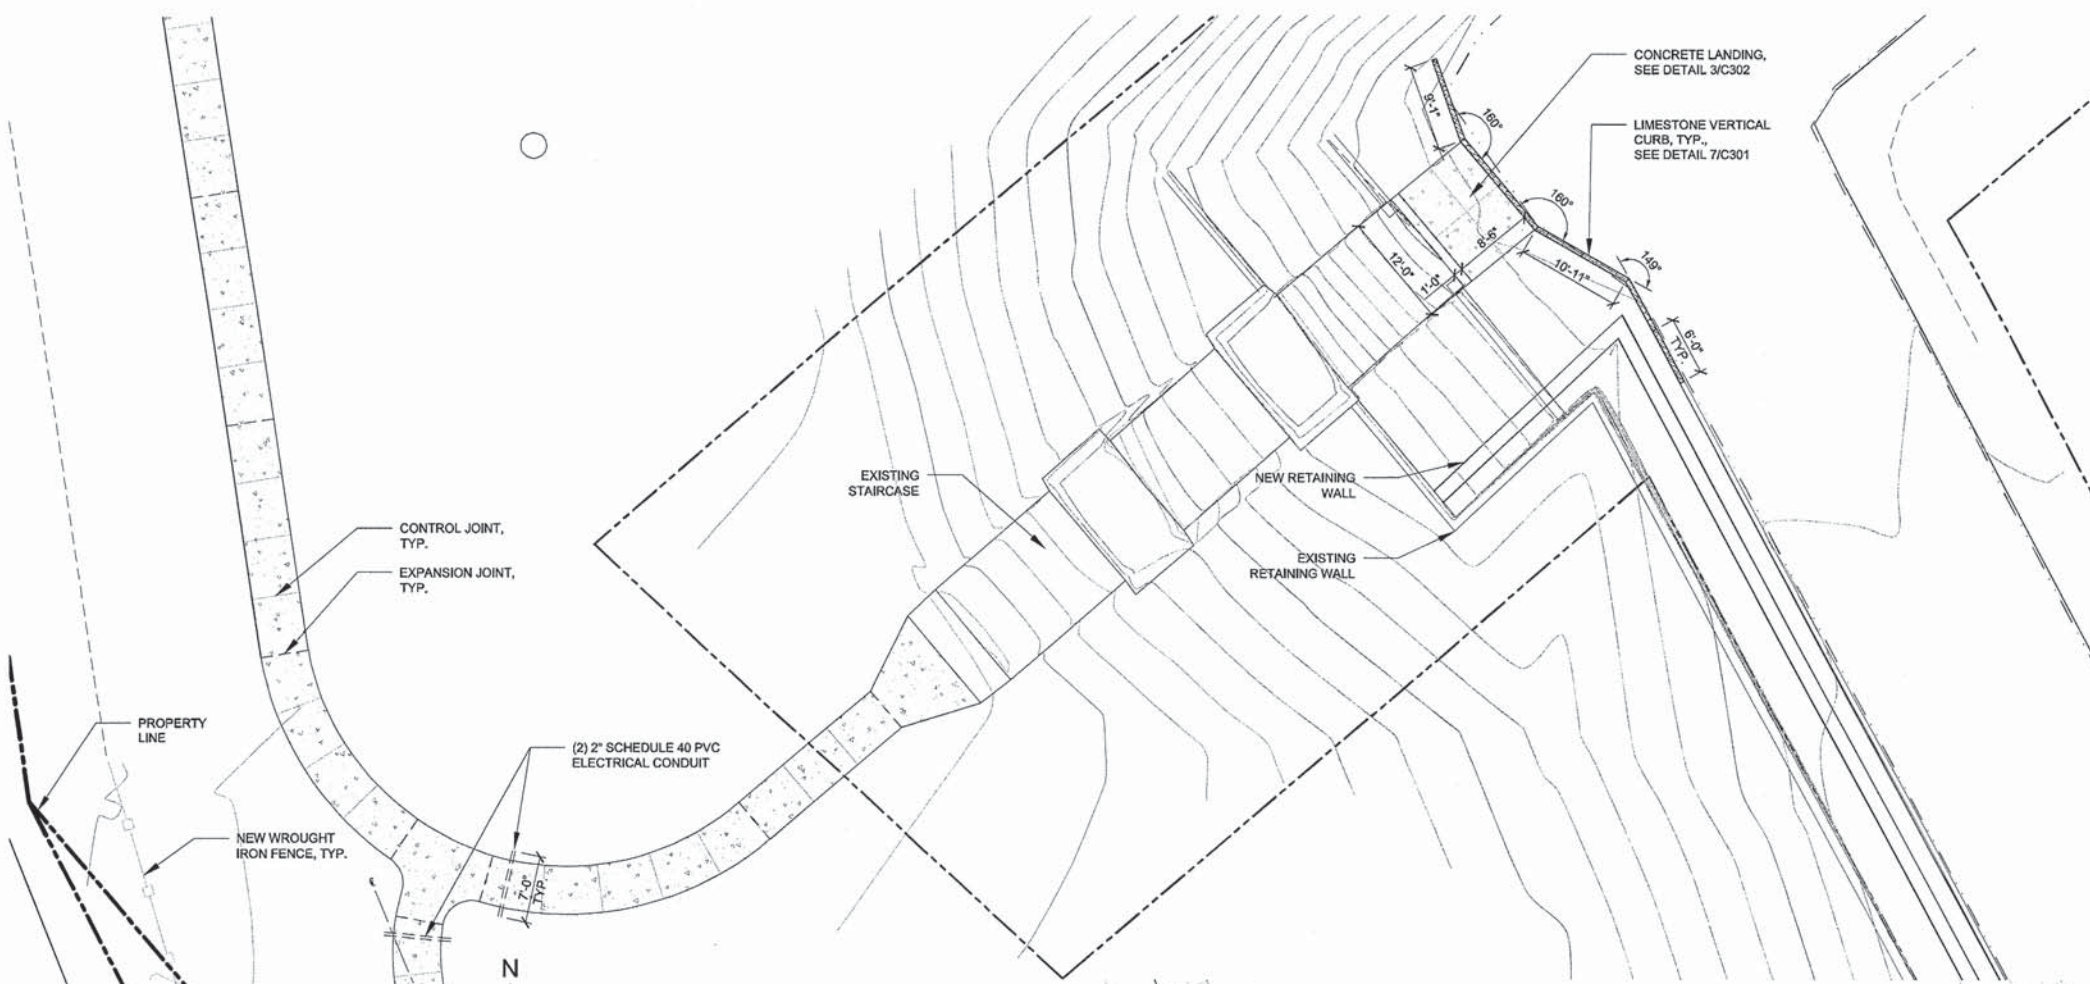 CONCRETE LANDING,
SEE DETAIL 3/C302
LIMESTONE VERTICAL
CURB, TYP.,
SEE DETAIL 7/C301
9'-1"
160°
160°
149°
8'-6"
12'-0"
1'-0"
10'-11"
6'-0"
TYP.
EXISTING
STAIRCASE
NEW RETAINING
WALL
EXISTING
RETAINING WALL
CONTROL JOINT,
TYP.
EXPANSION JOINT,
TYP.
PROPERTY
LINE
(2) 2" SCHEDULE 40 PVC
ELECTRICAL CONDUIT
NEW WROUGHT
IRON FENCE, TYP.
7'-0"
TYP.
N